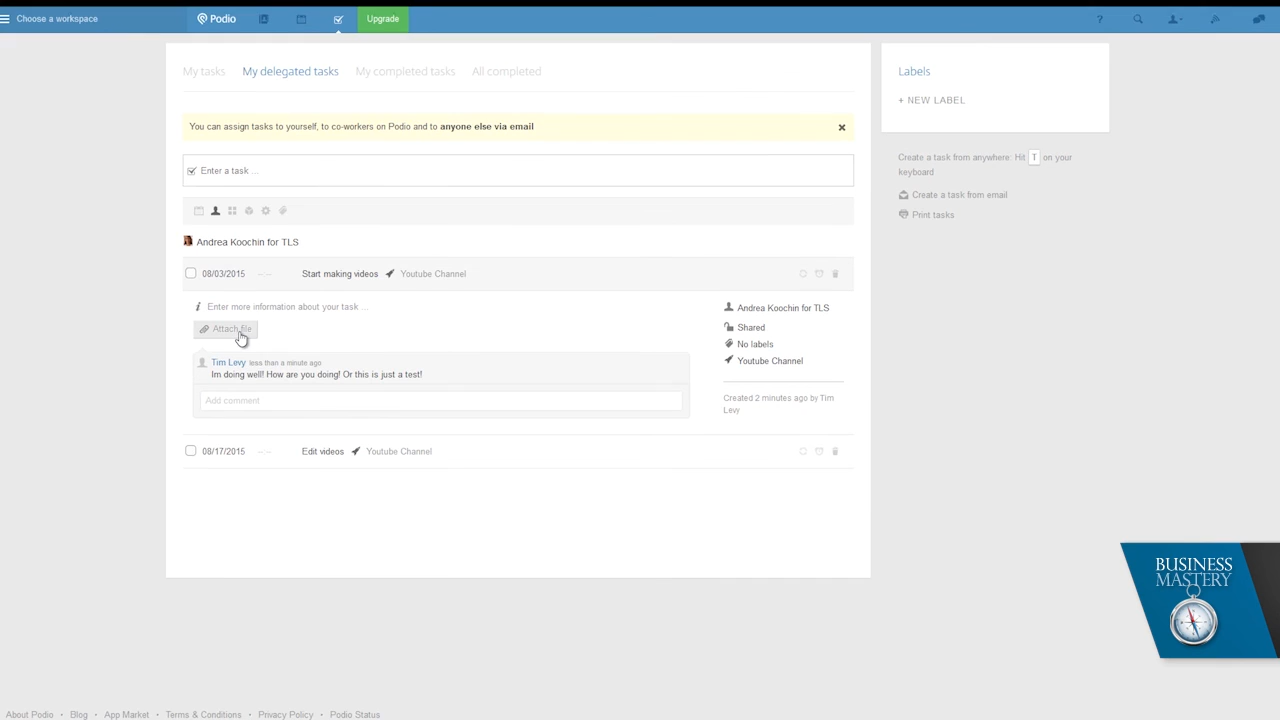 Choose a workspace
Podio
Upgrade
?
My tasks
My delegated tasks
My completed tasks
All completed
Labels
+ NEW LABEL
You can assign tasks to yourself, to co-workers on Podio and to anyone else via email
Enter a task ...
Create a task from anywhere: Hit T on your
keyboard
Create a task from email
Print tasks
Andrea Koochin for TLS
08/03/2015 --:-- Start making videos Youtube Channel
Enter more information about your task ...
Attach file
Tim Levy less than a minute ago
Im doing well! How are you doing! Or this is just a test!
Add comment
Andrea Koochin for TLS
Shared
No labels
Youtube Channel
Created 2 minutes ago by Tim
Levy
08/17/2015 --:-- Edit videos Youtube Channel
BUSINESS
MASTERY
About Podio • Blog • App Market • Terms & Conditions • Privacy Policy • Podio Status